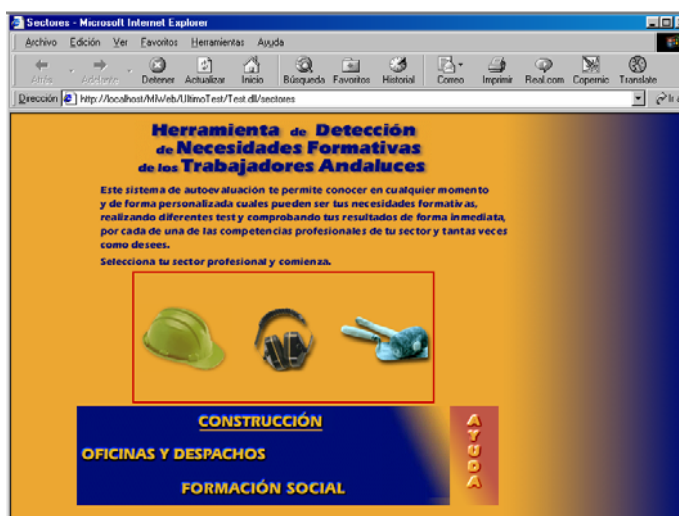 Sectores - Microsoft Internet Explorer
Archivo Edición Ver Favoritos Herramientas Ayuda
Atrás Adelante Detener Actualizar Inicio Búsqueda Favoritos Historial Correo Imprimir Real.com Copernic Translate
Dirección http://localhost/MiWeb/UltimoTest/Test.dll/sectores Ir a
Herramienta de Detección
de Necesidades Formativas
de los Trabajadores Andaluces
Este sistema de autoevaluación te permite conocer en cualquier momento
y de forma personalizada cuales pueden ser tus necesidades formativas,
realizando diferentes test y comprobando tus resultados de forma inmediata,
por cada de una de las competencias profesionales de tu sector y tantas veces
como desees.
Selecciona tu sector profesional y comienza.
CONSTRUCCIÓN
OFICINAS Y DESPACHOS
FORMACIÓN SOCIAL
AYUDA